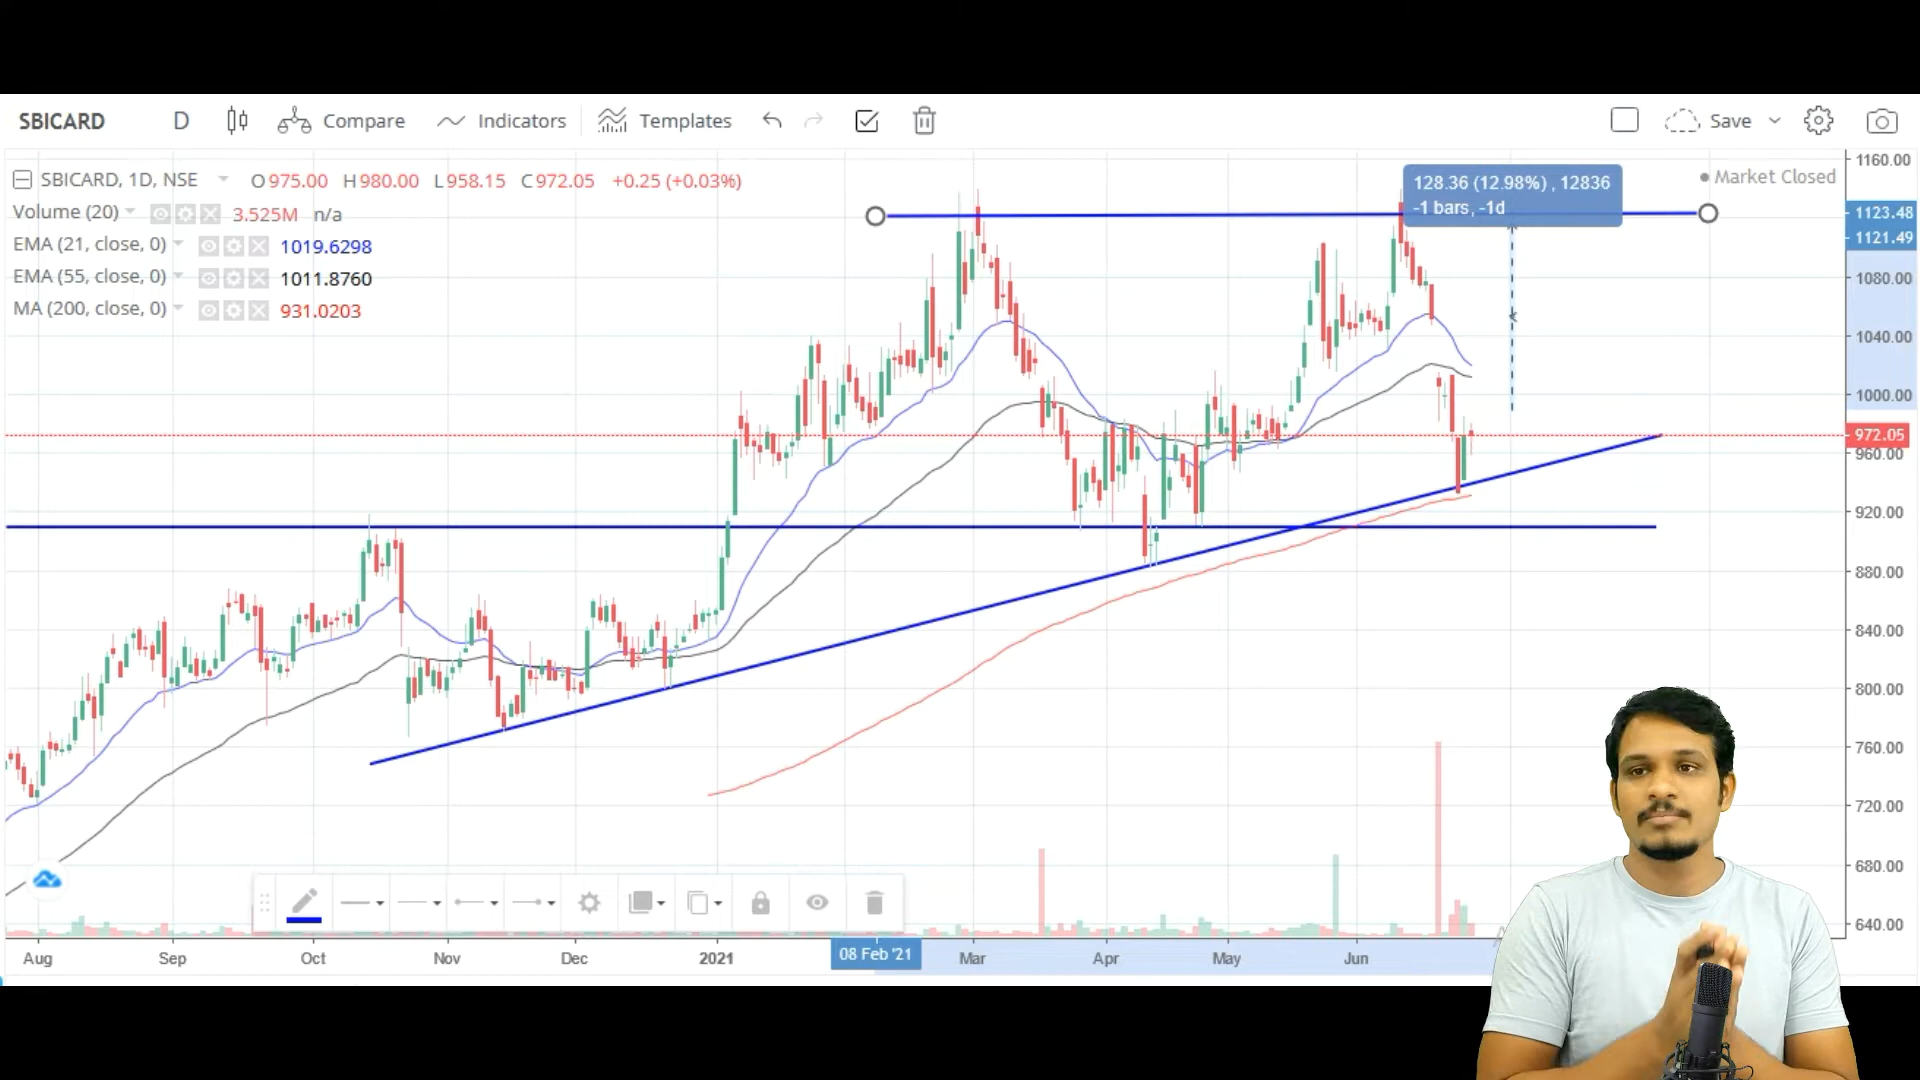 SBICARD D Compare Indicators Templates Save
SBICARD, 1D, NSE O975.00 H980.00 L958.15 C972.05 +0.25 (+0.03%)
Volume (20) 3.525M n/a
EMA (21, close, 0) 1019.6298
EMA (55, close, 0) 1011.8760
MA (200, close, 0) 931.0203
128.36 (12.98%) , 12836
-1 bars, -1d
Market Closed
1160.00
1123.48
1121.49
1080.00
1040.00
1000.00
972.05
960.00
920.00
880.00
840.00
800.00
760.00
720.00
680.00
640.00
Aug Sep Oct Nov Dec 2021 08 Feb '21 Mar Apr May Jun